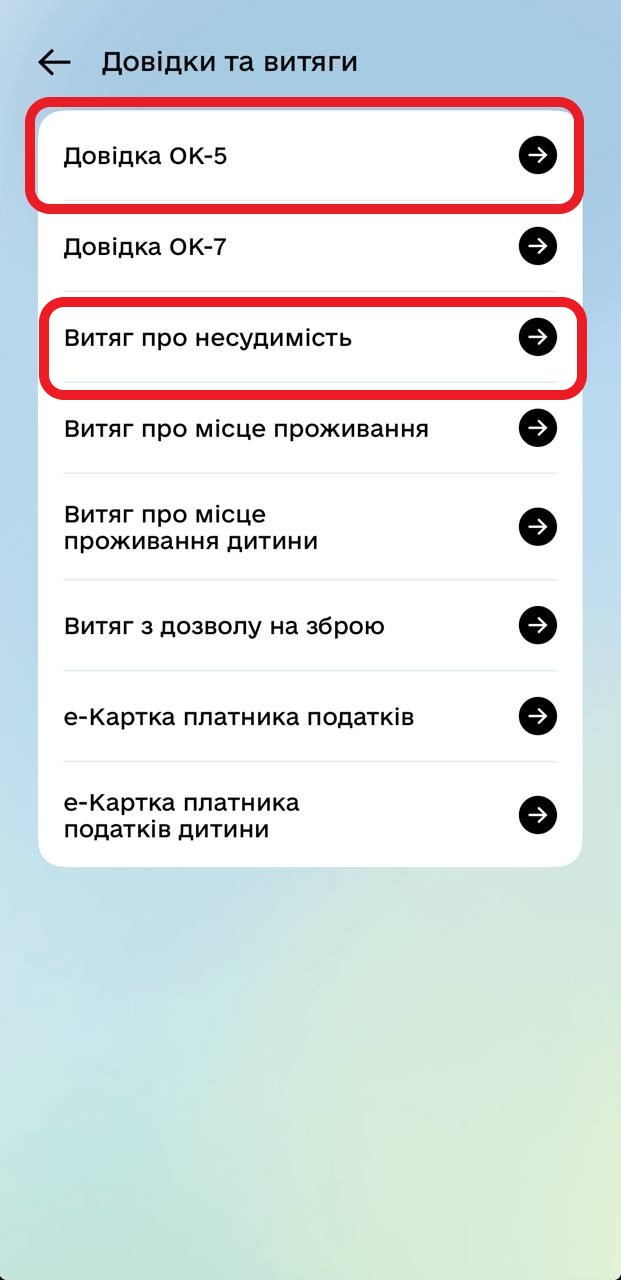 Довідки та витяги
Довідка ОК-5
Довідка ОК-7
Витяг про несудимість
Витяг про місце проживання
Витяг про місце
проживання дитини
Витяг з дозволу на зброю
е-Картка платника податків
е-Картка платника
податків дитини